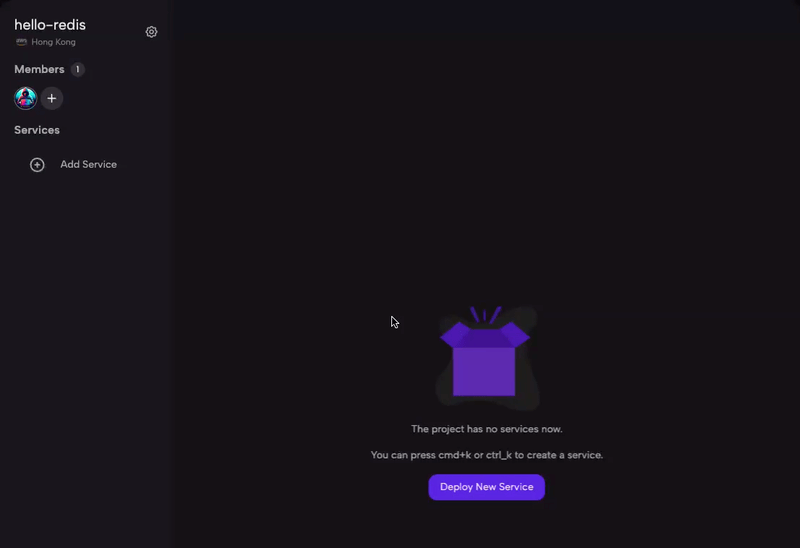 hello-redis
Hong Kong
Members 1
Services
Add Service
The project has no services now.
You can press cmd+k or ctrl_k to create a service.
Deploy New Service